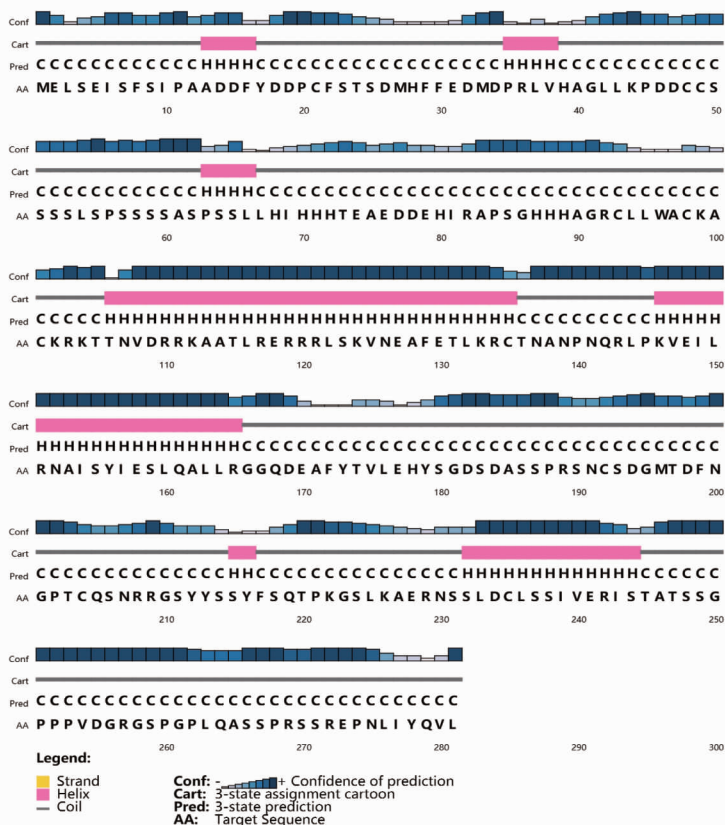 Conf
Cart
Pred CCCCCCCCCCCCHHHHCCCCCCCCCCCCCCCCCCHHHHCCCCCCCCCCCC
AA MELSEISFSIPAADDFYDDPCFSTSDMHFFEDMDPRLVHAGLLKPDDCCS
10 20 30 40 50
Conf
Cart
Pred CCCCCCCCCCCCHHHHCCCCCCCCCCCCCCCCCCCCCCCCCCCCCCCCCC
AA SSSLSPSSSSASPSSLLHIHHHTEAEDDEHIRAPSGHHHAGRCLLWACKA
60 70 80 90 100
Conf
Cart
Pred CCCCCHHHHHHHHHHHHHHHHHHHHHHHHHHHHHHCCCCCCCCCCHHHHH
AA CKRKTTNVDRRKAATLRERRRLSKVNEAFETLKRCTNANPNQRLPKVEIL
110 120 130 140 150
Conf
Cart
Pred HHHHHHHHHHHHHHHCCCCCCCCCCCCCCCCCCCCCCCCCCCCCCCCCCC
AA RNAISYIESLQALLRGGQDEAFYTVLEHYSGDSDASSPRSNCSDGMTDFN
160 170 180 190 200
Conf
Cart
Pred CCCCCCCCCCCCCCHHCCCCCCCCCCCCCCCHHHHHHHHHHHHHCCCCCC
AA GPTCQSNRRGSYYSSYFSQTPKGSLKAERNSSLDCLSSIVERISTATSSG
210 220 230 240 250
Conf
Cart
Pred CCCCCCCCCCCCCCCCCCCCCCCCCCCCCCC
AA PPPVDGRGSPGPLQASSPRSSREPNLIYQVL
260 270 280 290 300
Legend:
Strand
Helix
Coil
Conf: - + Confidence of prediction
Cart: 3-state assignment cartoon
Pred: 3-state prediction
AA: Target Sequence